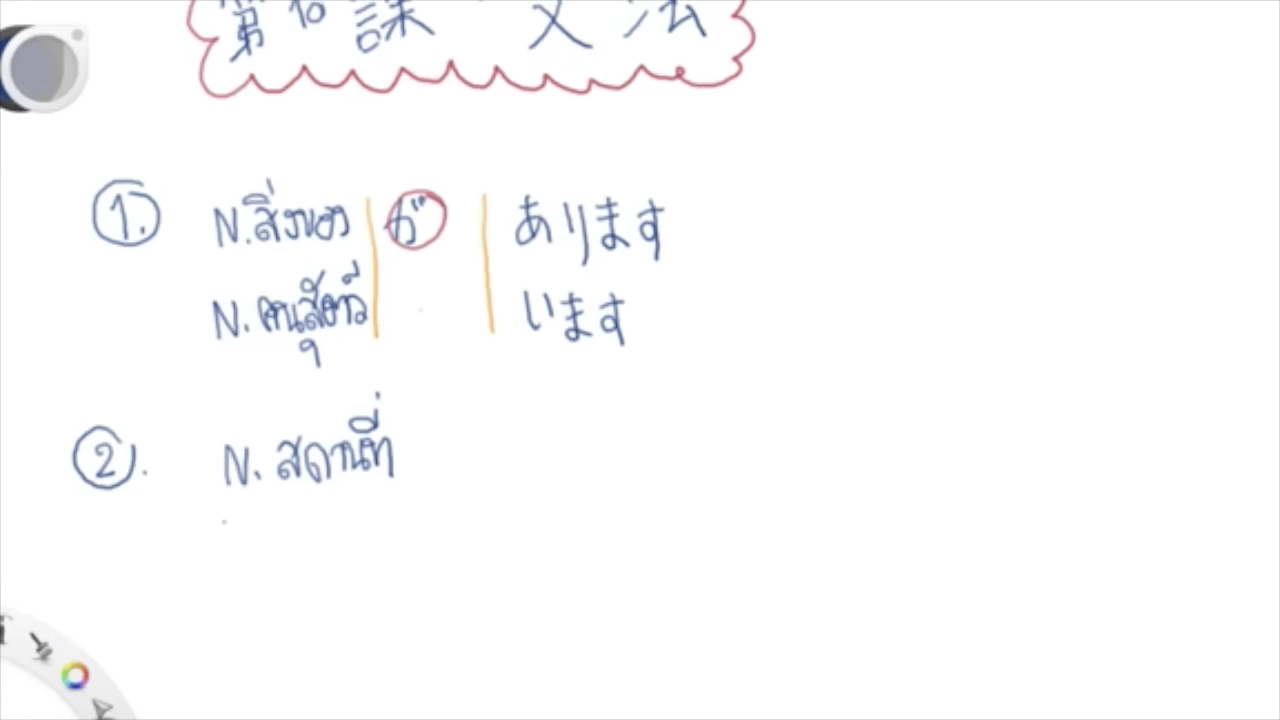 第10課 文法
1. N.สิ่งของ が あります
N.คนสัตว์ います
2. N. สถานที่